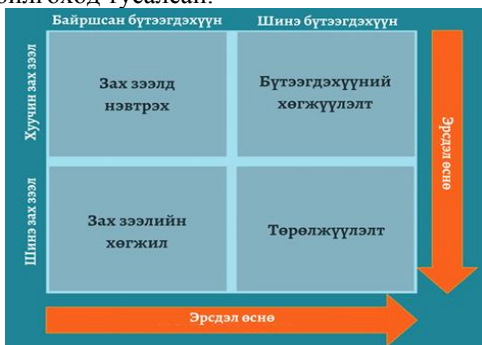 Байршсан бүтээгдэхүүн
Шинэ бүтээгдэхүүн
Хуучин зах зээл
Зах зээлд
нэвтрэх
Бүтээгдэхүүний
хөгжүүлэлт
Эрсдэл өснө
Шинэ зах зээл
Зах зээлийн
хөгжил
Төрөлжүүлэлт
Эрсдэл өснө